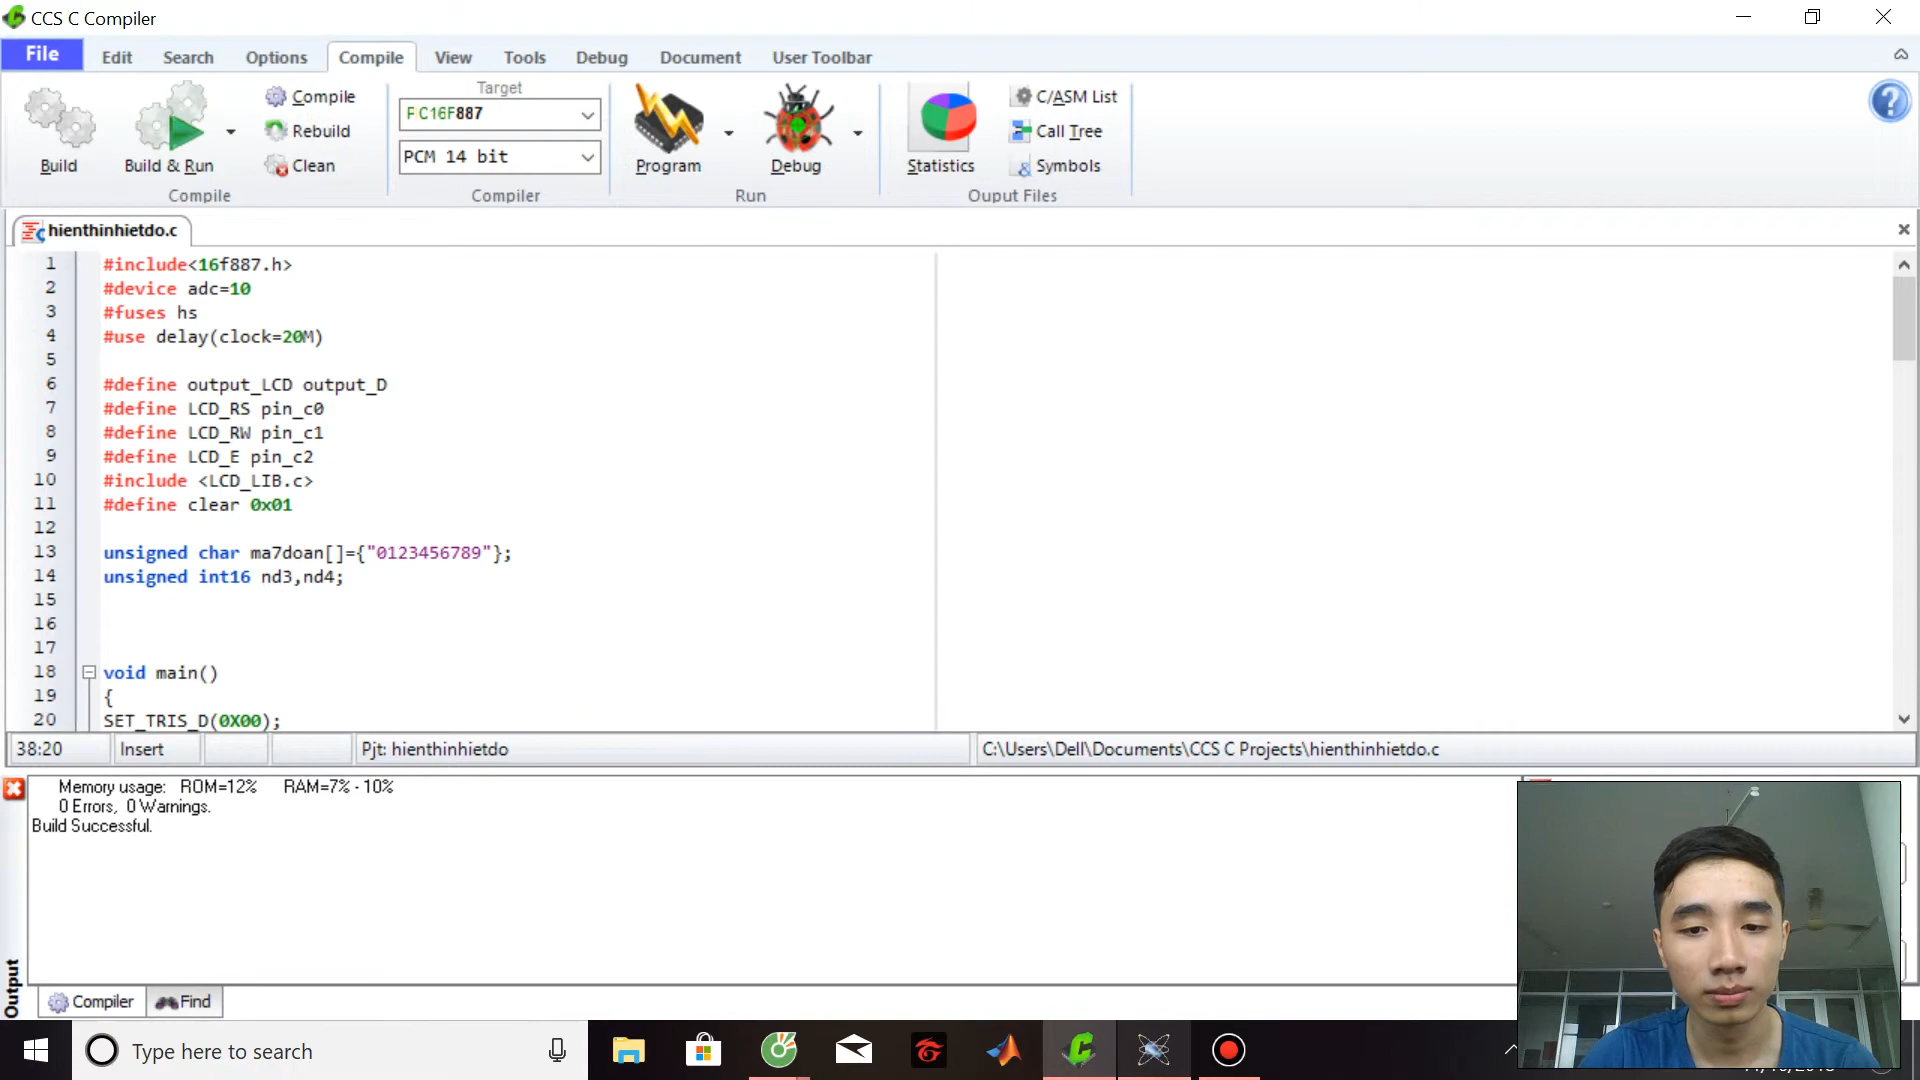 CCS C Compiler
File Edit Search Options Compile View Tools Debug Document User Toolbar
Build
Build & Run
Compile
Rebuild
Clean
Compile
Target
PIC16F887
PCM 14 bit
Compiler
Program
Debug
Run
Statistics
C/ASM List
Call Tree
Symbols
Ouput Files
hienthinhietdo.c
1 #include<16f887.h>
2 #device adc=10
3 #fuses hs
4 #use delay(clock=20M)
5
6 #define output_LCD output_D
7 #define LCD_RS pin_c0
8 #define LCD_RW pin_c1
9 #define LCD_E pin_c2
10 #include <LCD_LIB.c>
11 #define clear 0x01
12
13 unsigned char ma7doan[]={"0123456789"};
14 unsigned int16 nd3,nd4;
15
16
17
18 void main()
19 {
20 SET_TRIS_D(0X00);
38:20 Insert Pjt: hienthinhietdo C:\Users\Dell\Documents\CCS C Projects\hienthinhietdo.c
Memory usage: ROM=12% RAM=7% - 10%
0 Errors, 0 Warnings.
Build Successful.
Output
Compiler Find
Type here to search